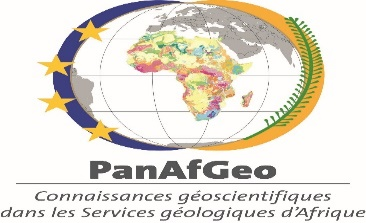 PanAfGeo
Connaissances géoscientifiques
dans les Services géologiques d'Afrique